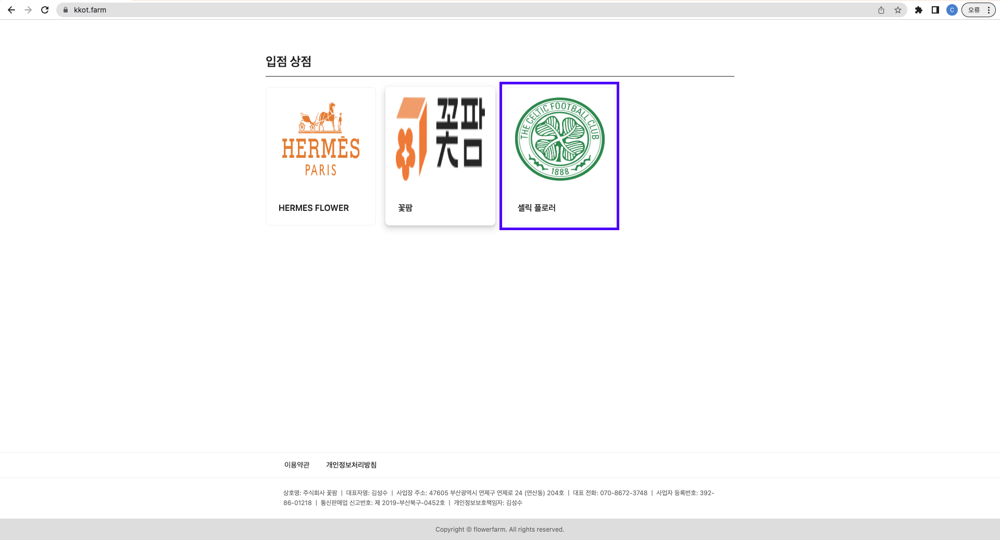 kkot.farm
C
오류
입점 상점
HERMÈS
PARIS
HERMES FLOWER
꽃팜
꽃팜
THE CELTIC FOOTBALL CLUB
1888
셀릭 플로러
이용약관
개인정보처리방침
상호명: 주식회사 꽃팜 | 대표자명: 김성수 | 사업장 주소: 47605 부산광역시 연제구 연제로 24 (연산동) 204호 | 대표 전화: 070-8672-3748 | 사업자 등록번호: 392-
86-01218 | 통신판매업 신고번호: 제 2019-부산북구-0452호 | 개인정보보호책임자: 김성수
Copyright © flowerfarm. All rights reserved.